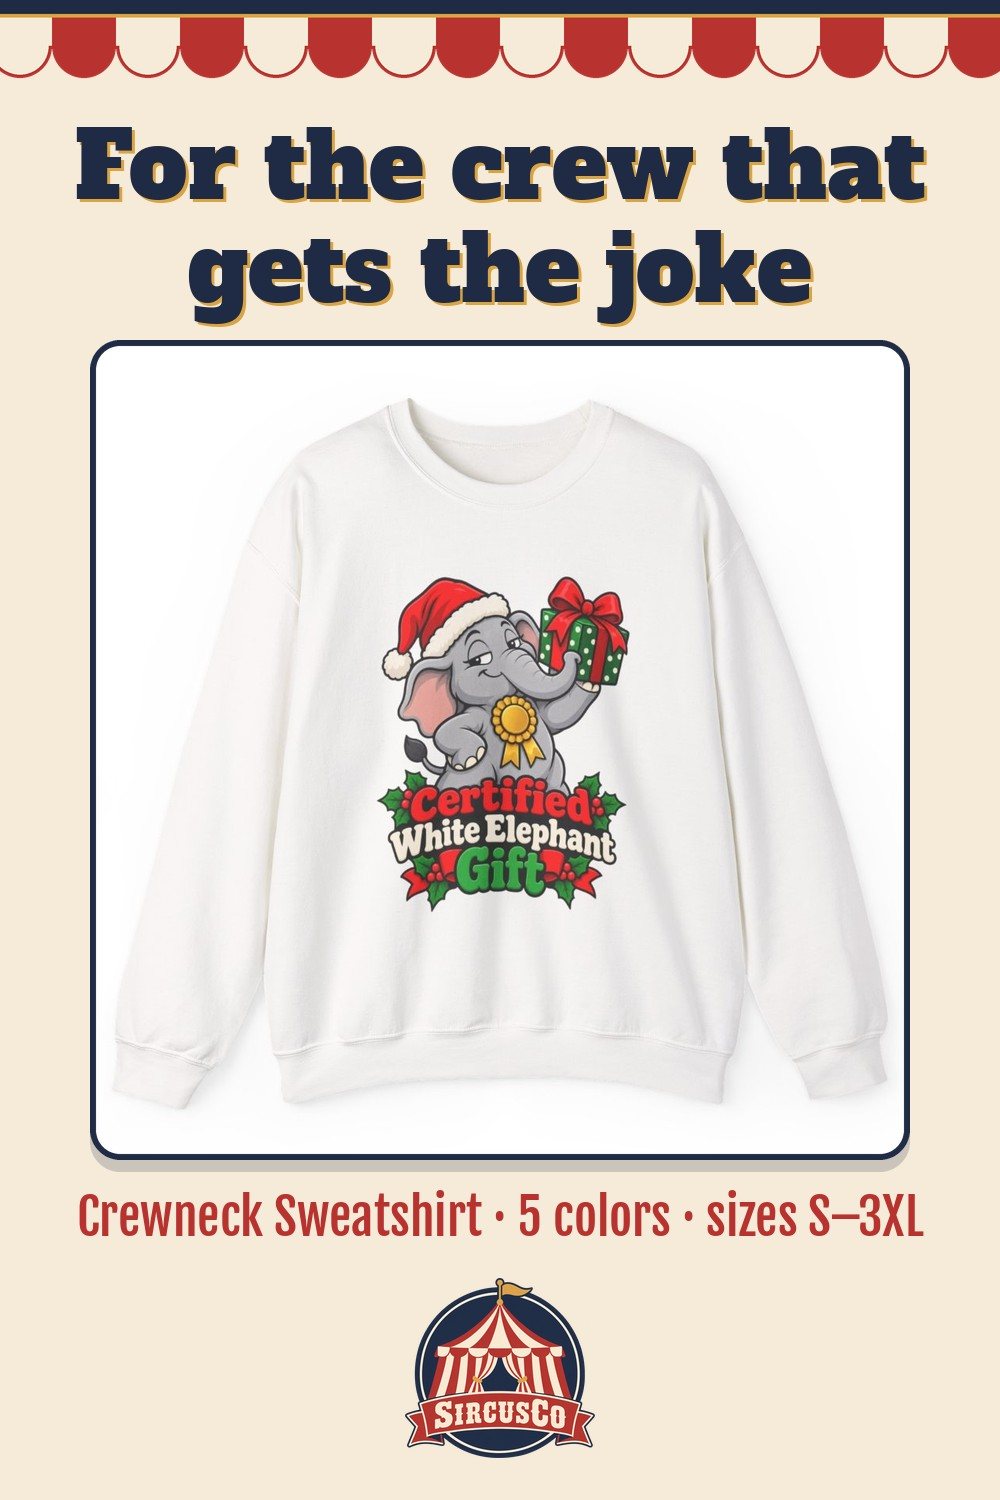 For the crew that
gets the joke
Certified
White Elephant
Gift
Crewneck Sweatshirt · 5 colors · sizes S–3XL
SircusCo